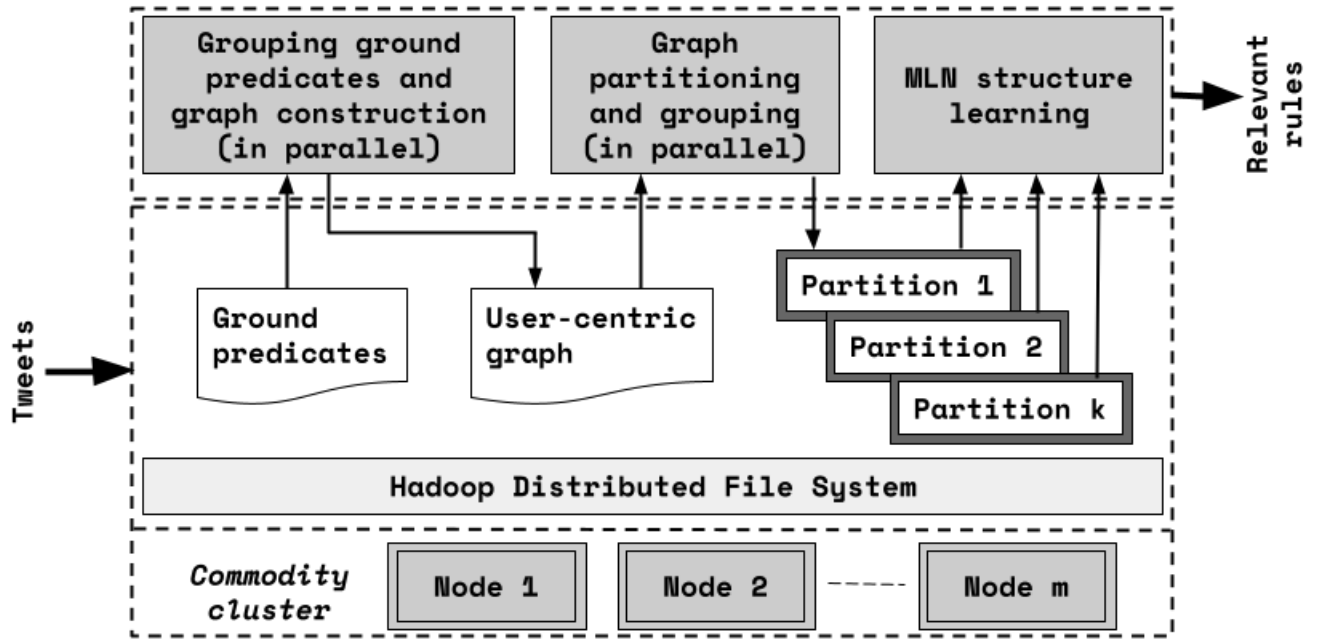 Grouping ground
predicates and
graph construction
(in parallel)
Graph
partitioning
and grouping
(in parallel)
MLN structure
learning
Relevant
rules
Tweets
Ground
predicates
User-centric
graph
Partition 1
Partition 2
Partition k
Hadoop Distributed File System
Commodity
cluster
Node 1
Node 2
Node m